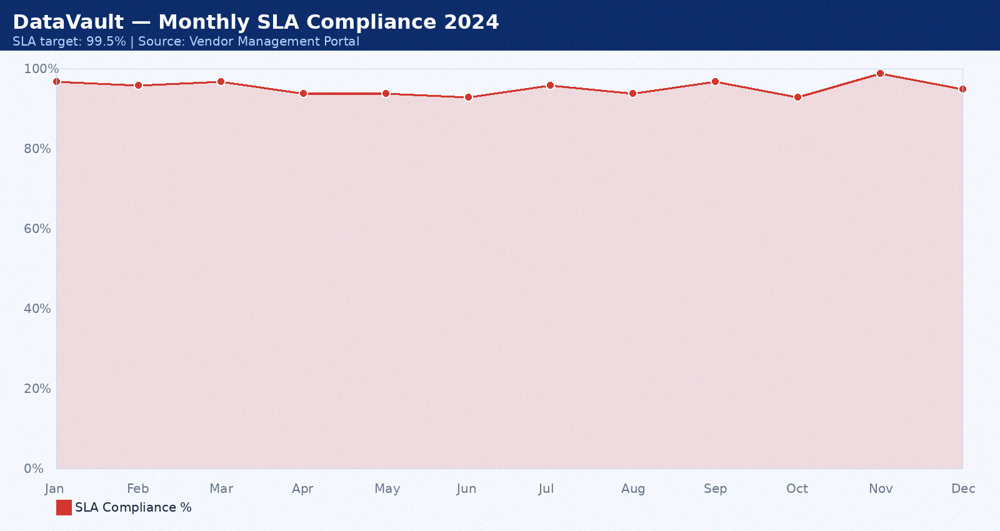 DataVault — Monthly SLA Compliance 2024
SLA target: 99.5% | Source: Vendor Management Portal
100%
80%
60%
40%
20%
0%
Jan Feb Mar Apr May Jun Jul Aug Sep Oct Nov Dec
SLA Compliance %